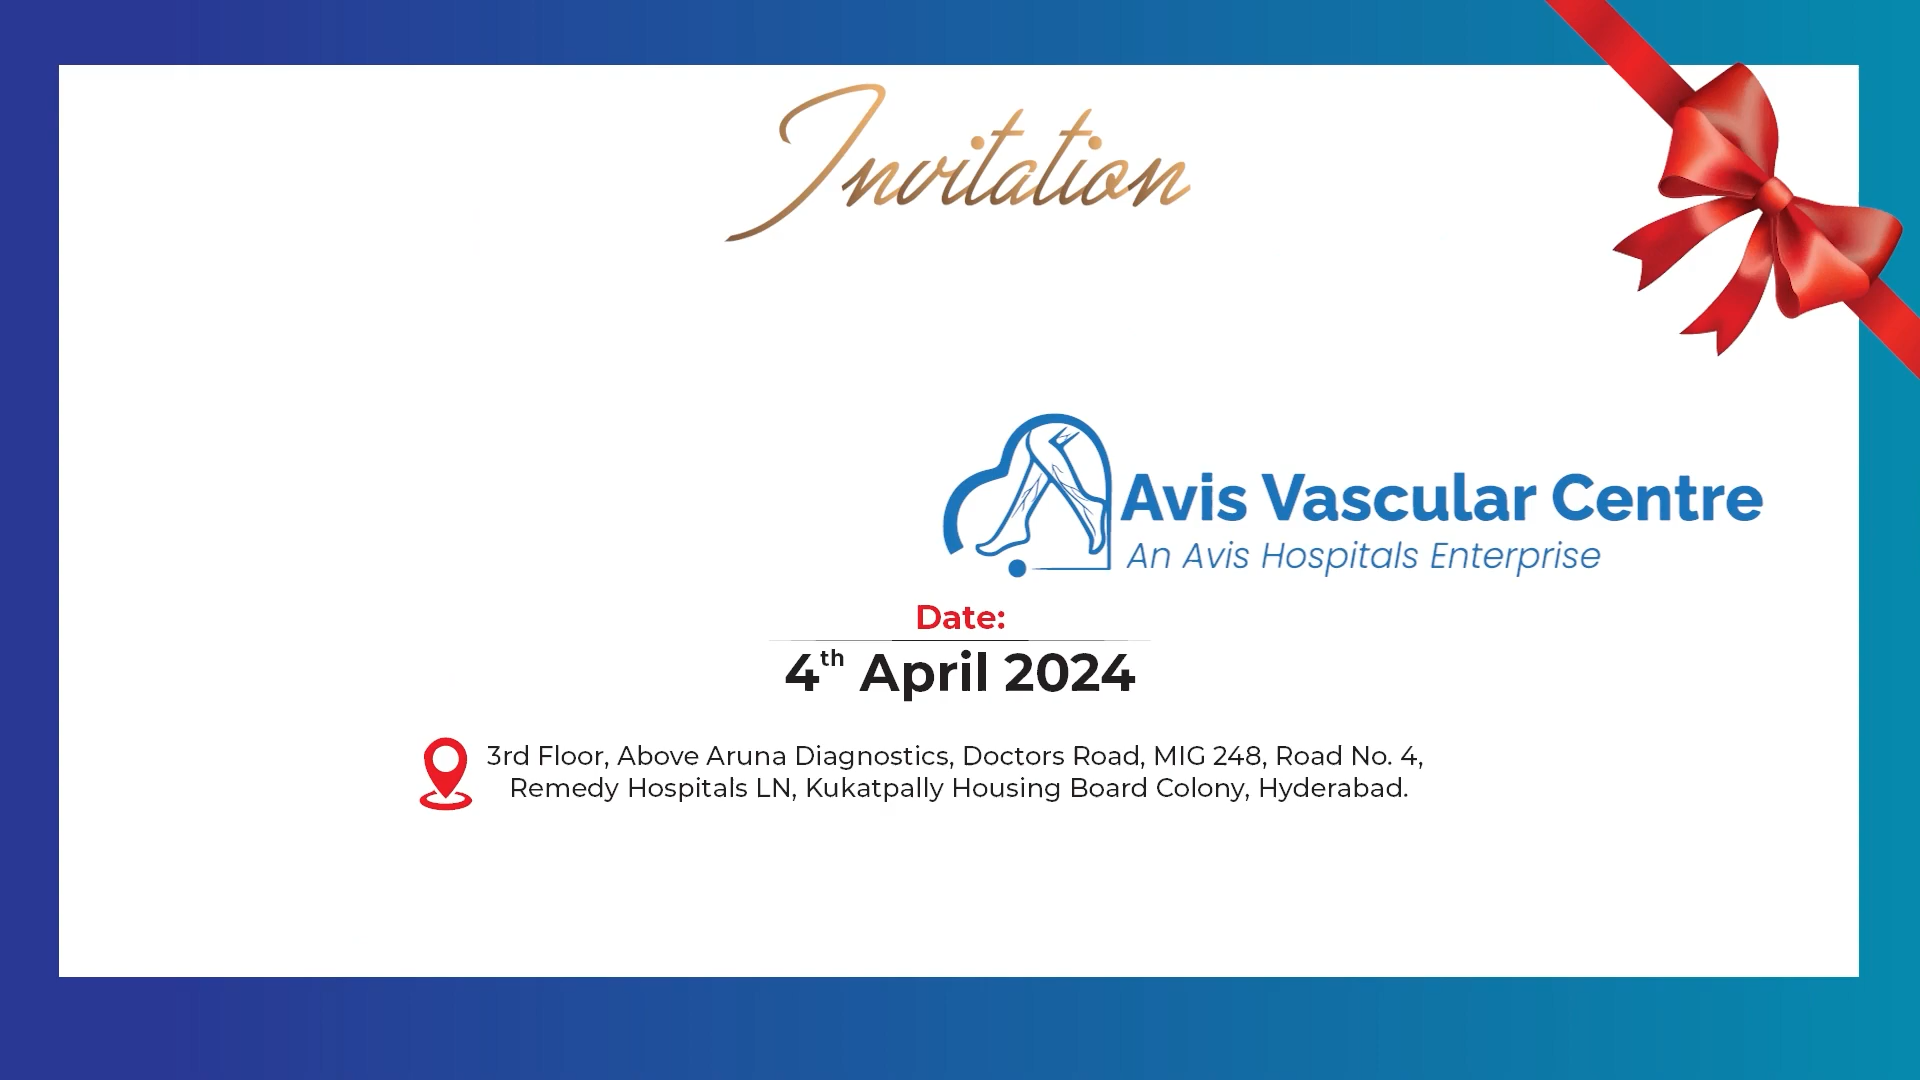 Invitation
Avis Vascular Centre
An Avis Hospitals Enterprise
Date:
4th April 2024
3rd Floor, Above Aruna Diagnostics, Doctors Road, MIG 248, Road No. 4,
Remedy Hospitals LN, Kukatpally Housing Board Colony, Hyderabad.